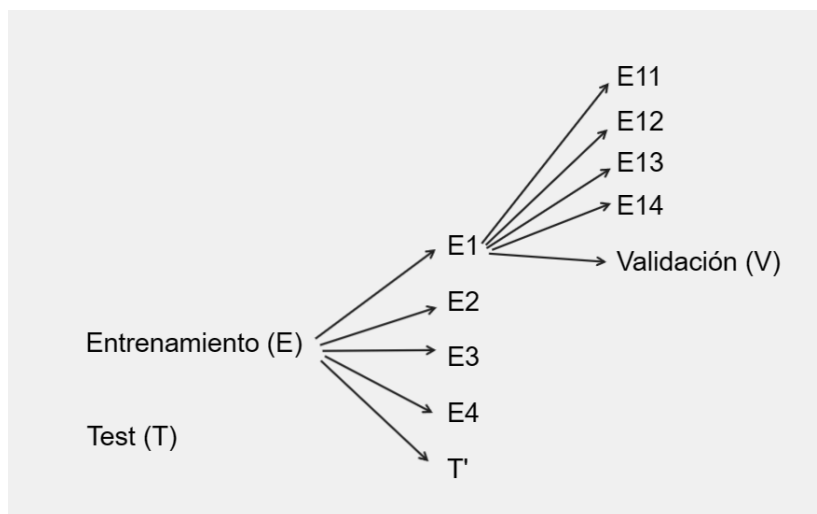 E11
E12
E13
E14
E1
Validación (V)
E2
Entrenamiento (E)
E3
E4
Test (T)
T'